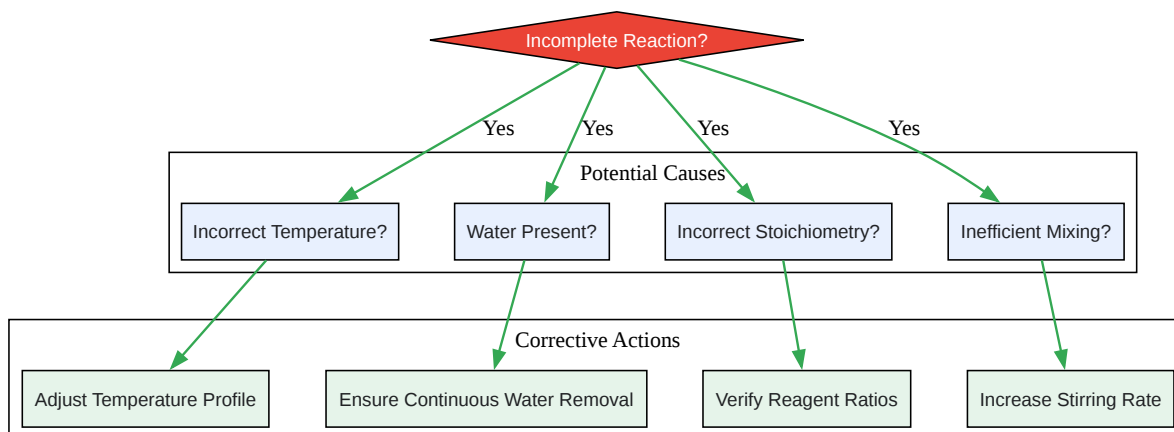 Incomplete Reaction?
Yes
Yes
Yes
Yes
Potential Causes
Incorrect Temperature?
Water Present?
Incorrect Stoichiometry?
Inefficient Mixing?
Corrective Actions
Adjust Temperature Profile
Ensure Continuous Water Removal
Verify Reagent Ratios
Increase Stirring Rate